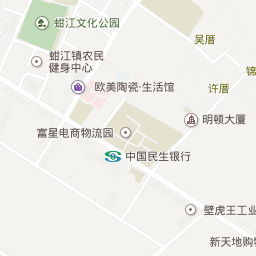 蚶江文化公园
吴厝
蚶江镇农民
健身中心
锦
欧美陶瓷·生活馆
许厝
明顿大厦
富星电商物流园
中国民生银行
壁虎王工业
新天地购物